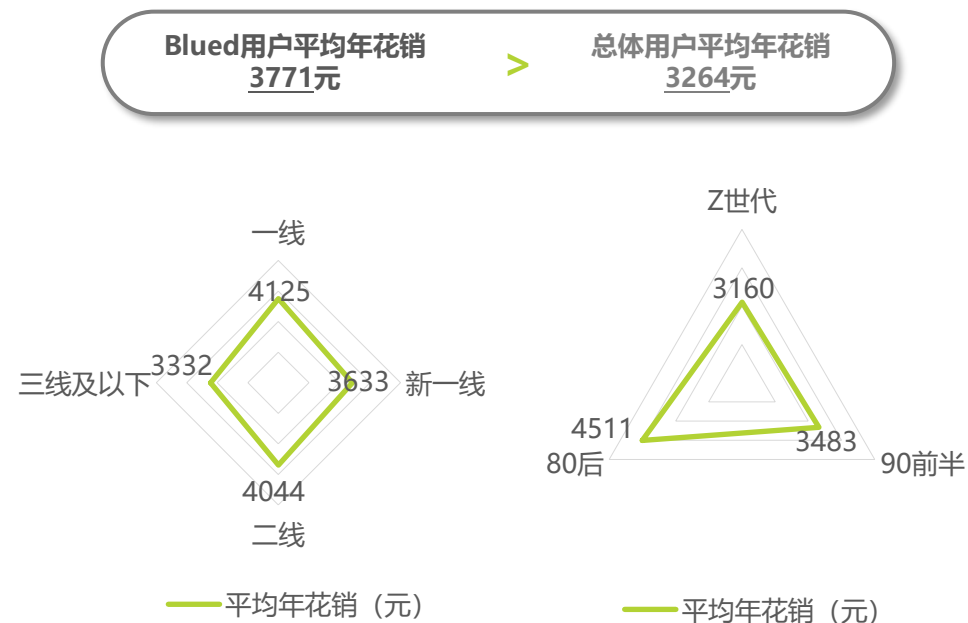 Blued用户平均年花销
3771元
>
总体用户平均年花销
3264元
一线
4125
3332
三线及以下
3633
新一线
4044
二线
平均年花销（元）
Z世代
3160
4511
80后
3483
90前半
平均年花销（元）